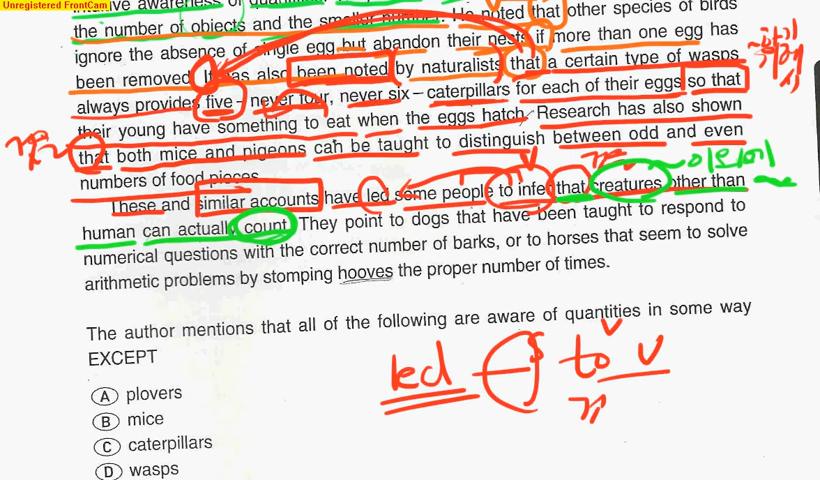 Unregistered FrontCam
intuitive awareness of
the number of objects and the smaller number. He noted that other species of birds
ignore the absence of single egg but abandon their nests if more than one egg has
been removed. It has also been noted by naturalists that a certain type of wasps
always provides five – never four, never six – caterpillars for each of their eggs so that
their young have something to eat when the eggs hatch. Research has also shown
that both mice and pigeons can be taught to distinguish between odd and even
numbers of food pieces.
These and similar accounts have led some people to infer that creatures other than
human can actually count. They point to dogs that have been taught to respond to
numerical questions with the correct number of barks, or to horses that seem to solve
arithmetic problems by stomping hooves the proper number of times.
The author mentions that all of the following are aware of quantities in some way
EXCEPT
A plovers
B mice
C caterpillars
D wasps
led to V